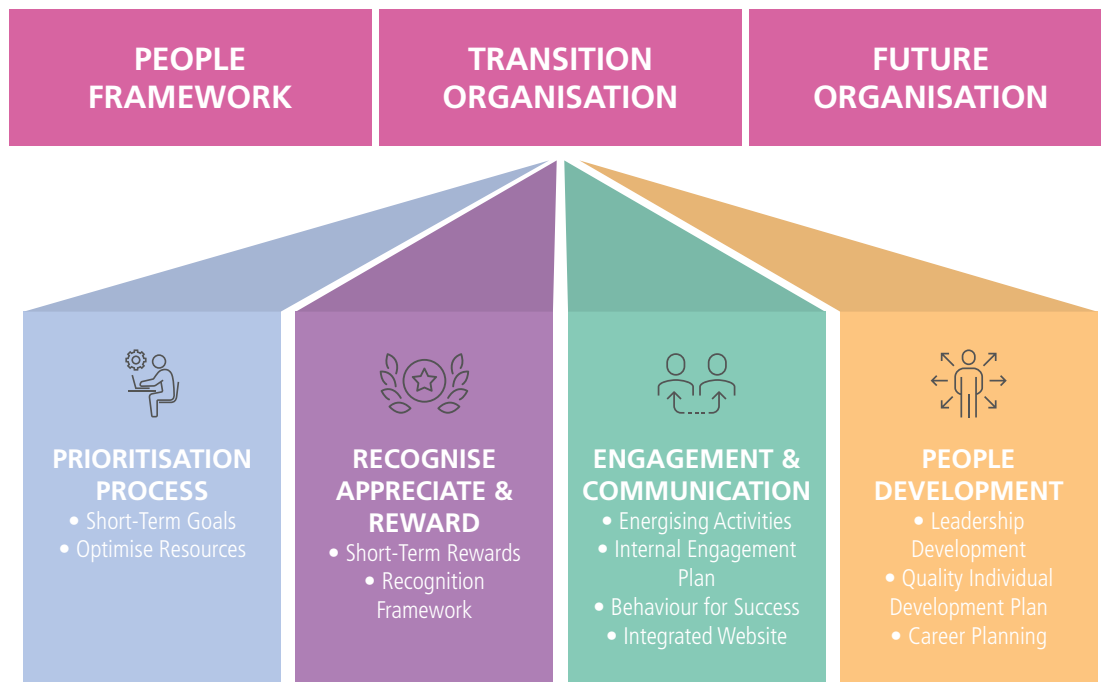 PEOPLE
FRAMEWORK
TRANSITION
ORGANISATION
FUTURE
ORGANISATION
PRIORITISATION
PROCESS
• Short-Term Goals
• Optimise Resources
RECOGNISE
APPRECIATE &
REWARD
• Short-Term Rewards
• Recognition
Framework
ENGAGEMENT &
COMMUNICATION
• Energising Activities
• Internal Engagement
Plan
• Behaviour for Success
• Integrated Website
PEOPLE
DEVELOPMENT
• Leadership
Development
• Quality Individual
Development Plan
• Career Planning